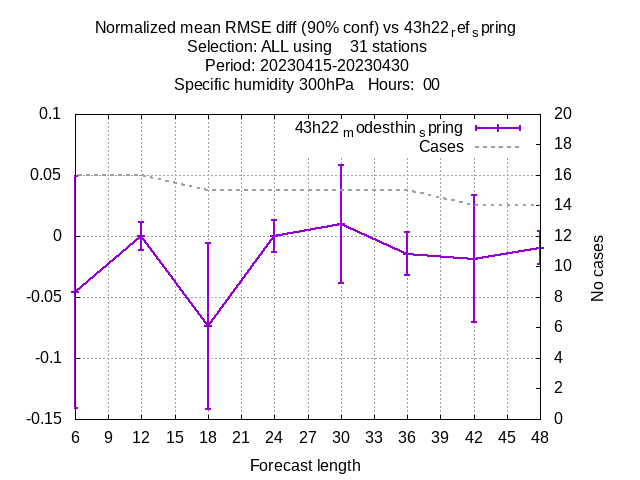 Normalized mean RMSE diff (90% conf) vs 43h22refspring
Selection: ALL using 31 stations
Period: 20230415-20230430
Specific humidity 300hPa Hours: 00
43h22modesthinspring
Cases
0.1
0.05
0
-0.05
-0.1
-0.15
20
18
16
14
12
10
8
6
4
2
0
No cases
6 9 12 15 18 21 24 27 30 33 36 39 42 45 48
Forecast length